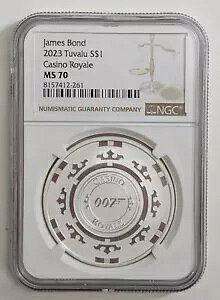 James Bond
2023 Tuvalu S$1
Casino Royale
MS 70
8157412-261
NUMISMATIC GUARANTY COMPANY
NGC
CASINO
007
ROYALE